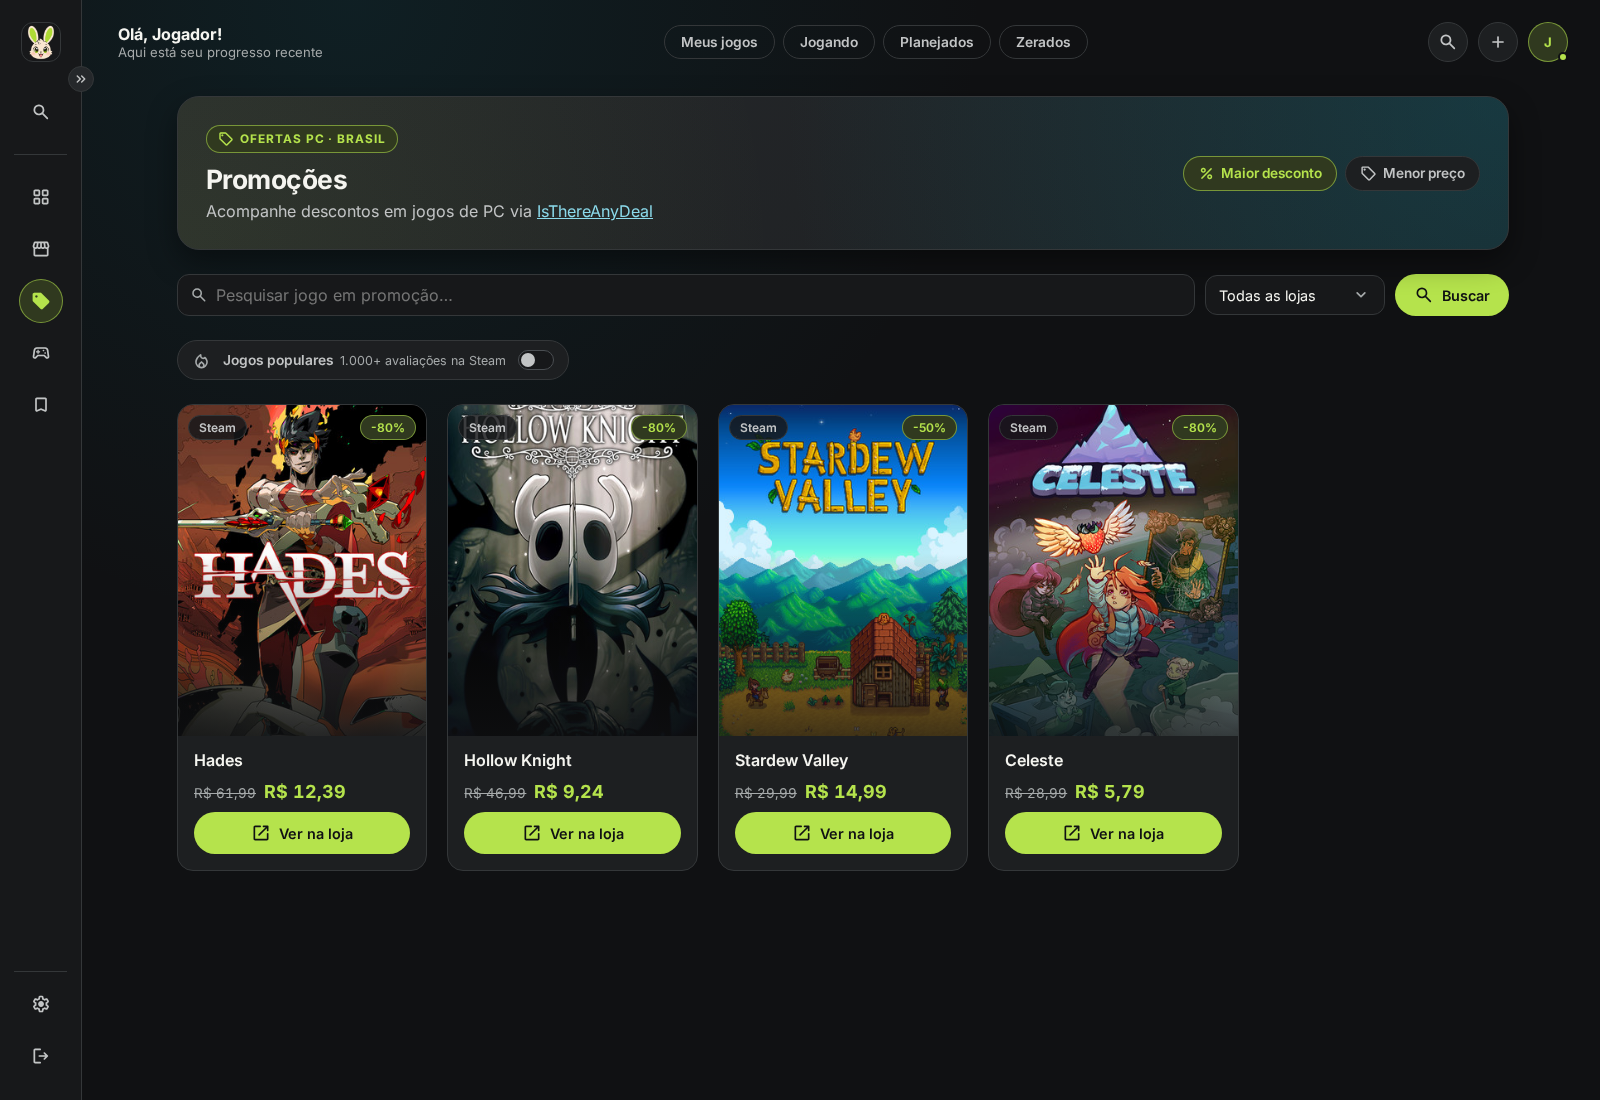 Olá, Jogador!
Aqui está seu progresso recente
Meus jogos
Jogando
Planejados
Zerados
J
OFERTAS PC · BRASIL
Promoções
Acompanhe descontos em jogos de PC via IsThereAnyDeal
Maior desconto
Menor preço
Pesquisar jogo em promoção...
Todas as lojas
Buscar
Jogos populares 1.000+ avaliações na Steam
Steam
-80%
HADES
Hades
R$ 61,99 R$ 12,39
Ver na loja
Steam
-80%
HOLLOW KNIGHT
Hollow Knight
R$ 46,99 R$ 9,24
Ver na loja
Steam
-50%
STARDEW
VALLEY
Stardew Valley
R$ 29,99 R$ 14,99
Ver na loja
Steam
-80%
CELESTE
Celeste
R$ 28,99 R$ 5,79
Ver na loja